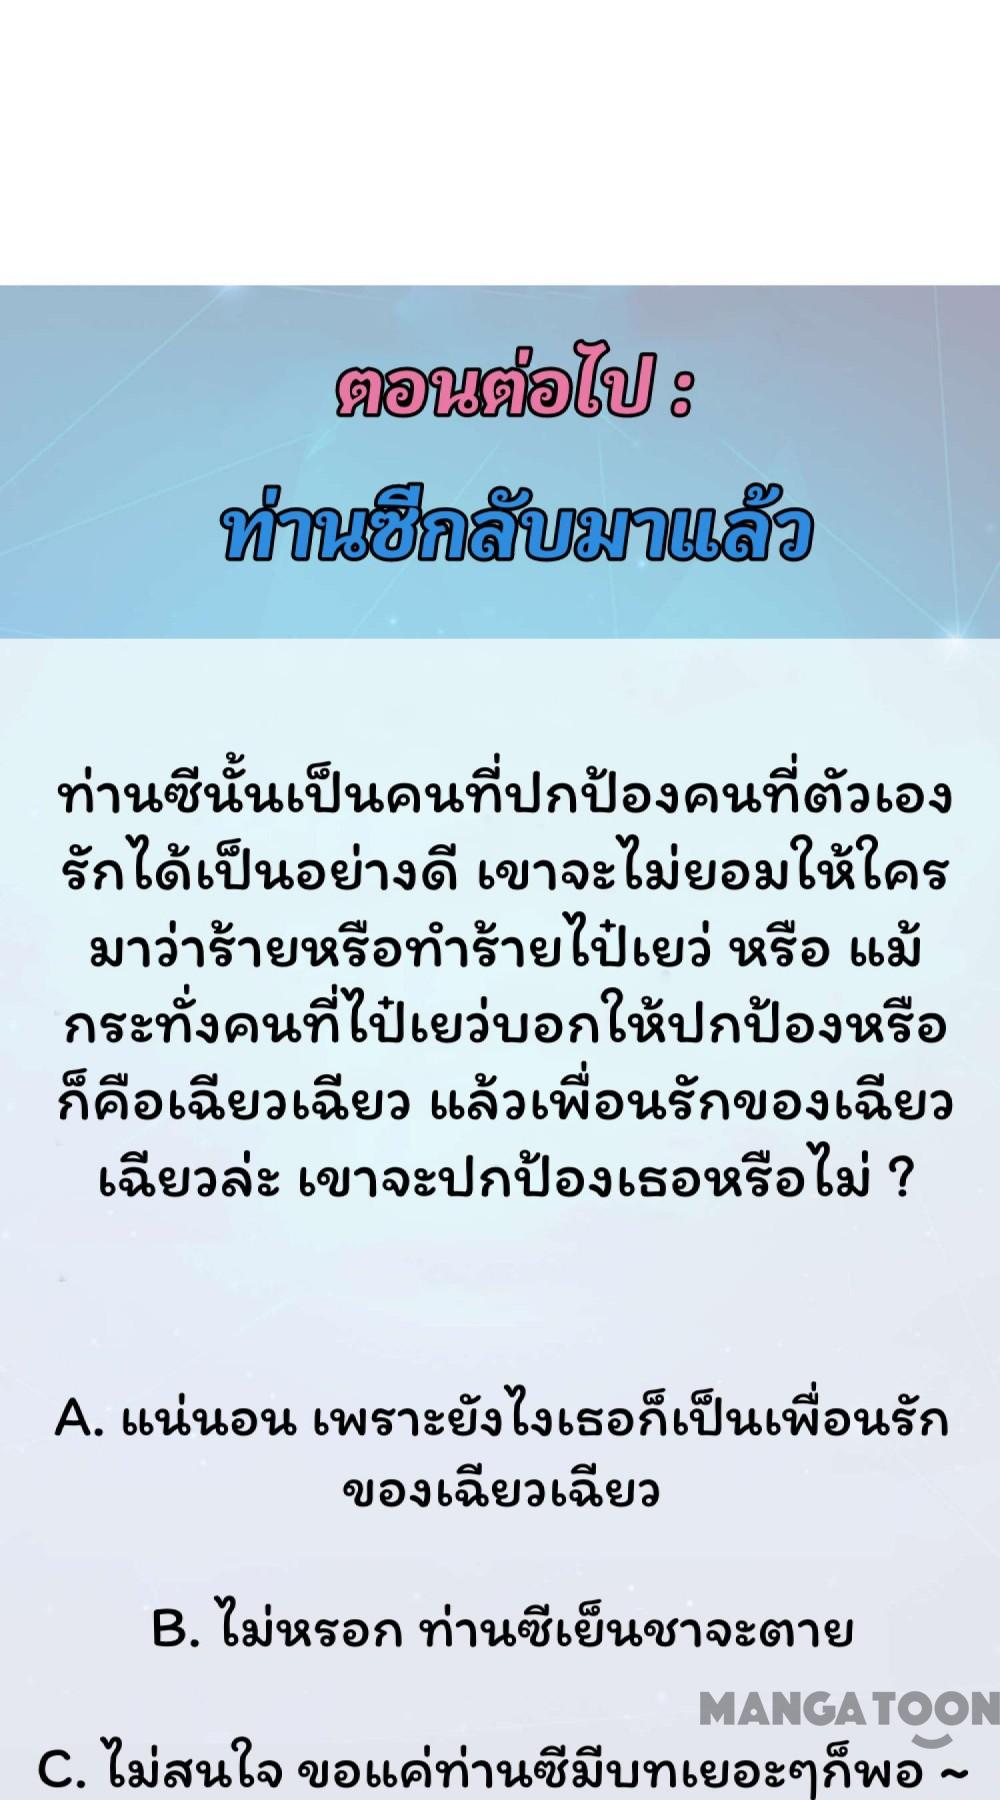 ตอนต่อไป :
ท่านซีกลับมาแล้ว
ท่านซีนั้นเป็นคนที่ปกป้องคนที่ตัวเอง
รักได้เป็นอย่างดี เขาจะไม่ยอมให้ใคร
มาว่าร้ายหรือทำร้ายไป๋เยว่ หรือ แม้
กระทั่งคนที่ไป๋เยว่บอกให้ปกป้องหรือ
ก็คือเฉียวเฉียว แล้วเพื่อนรักของเฉียว
เฉียวล่ะ เขาจะปกป้องเธอหรือไม่ ?
A. แน่นอน เพราะยังไงเธอก็เป็นเพื่อนรัก
ของเฉียวเฉียว
B. ไม่หรอก ท่านซีเย็นชาจะตาย
MANGATOON
C. ไม่สนใจ ขอแค่ท่านซีมีบทเยอะๆก็พอ ~